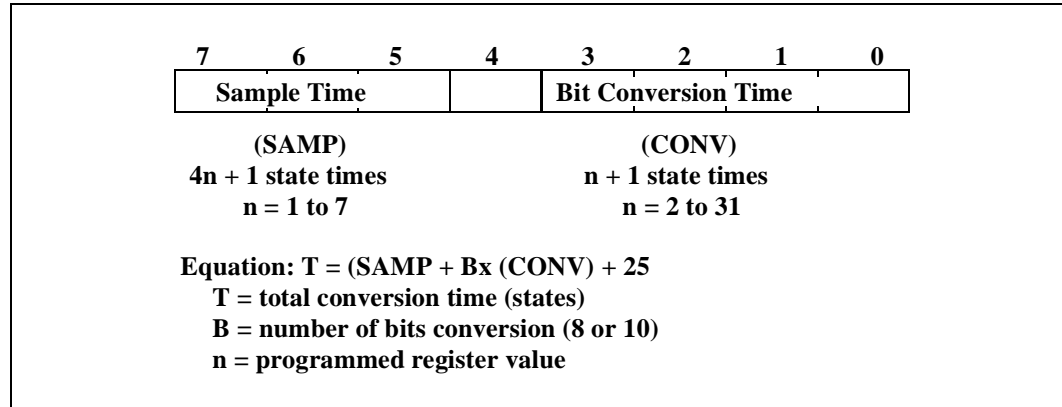 7 6 5 4 3 2 1 0
Sample Time Bit Conversion Time
(SAMP) (CONV)
4n + 1 state times n + 1 state times
n = 1 to 7 n = 2 to 31
Equation: T = (SAMP + Bx (CONV) + 25
T = total conversion time (states)
B = number of bits conversion (8 or 10)
n = programmed register value